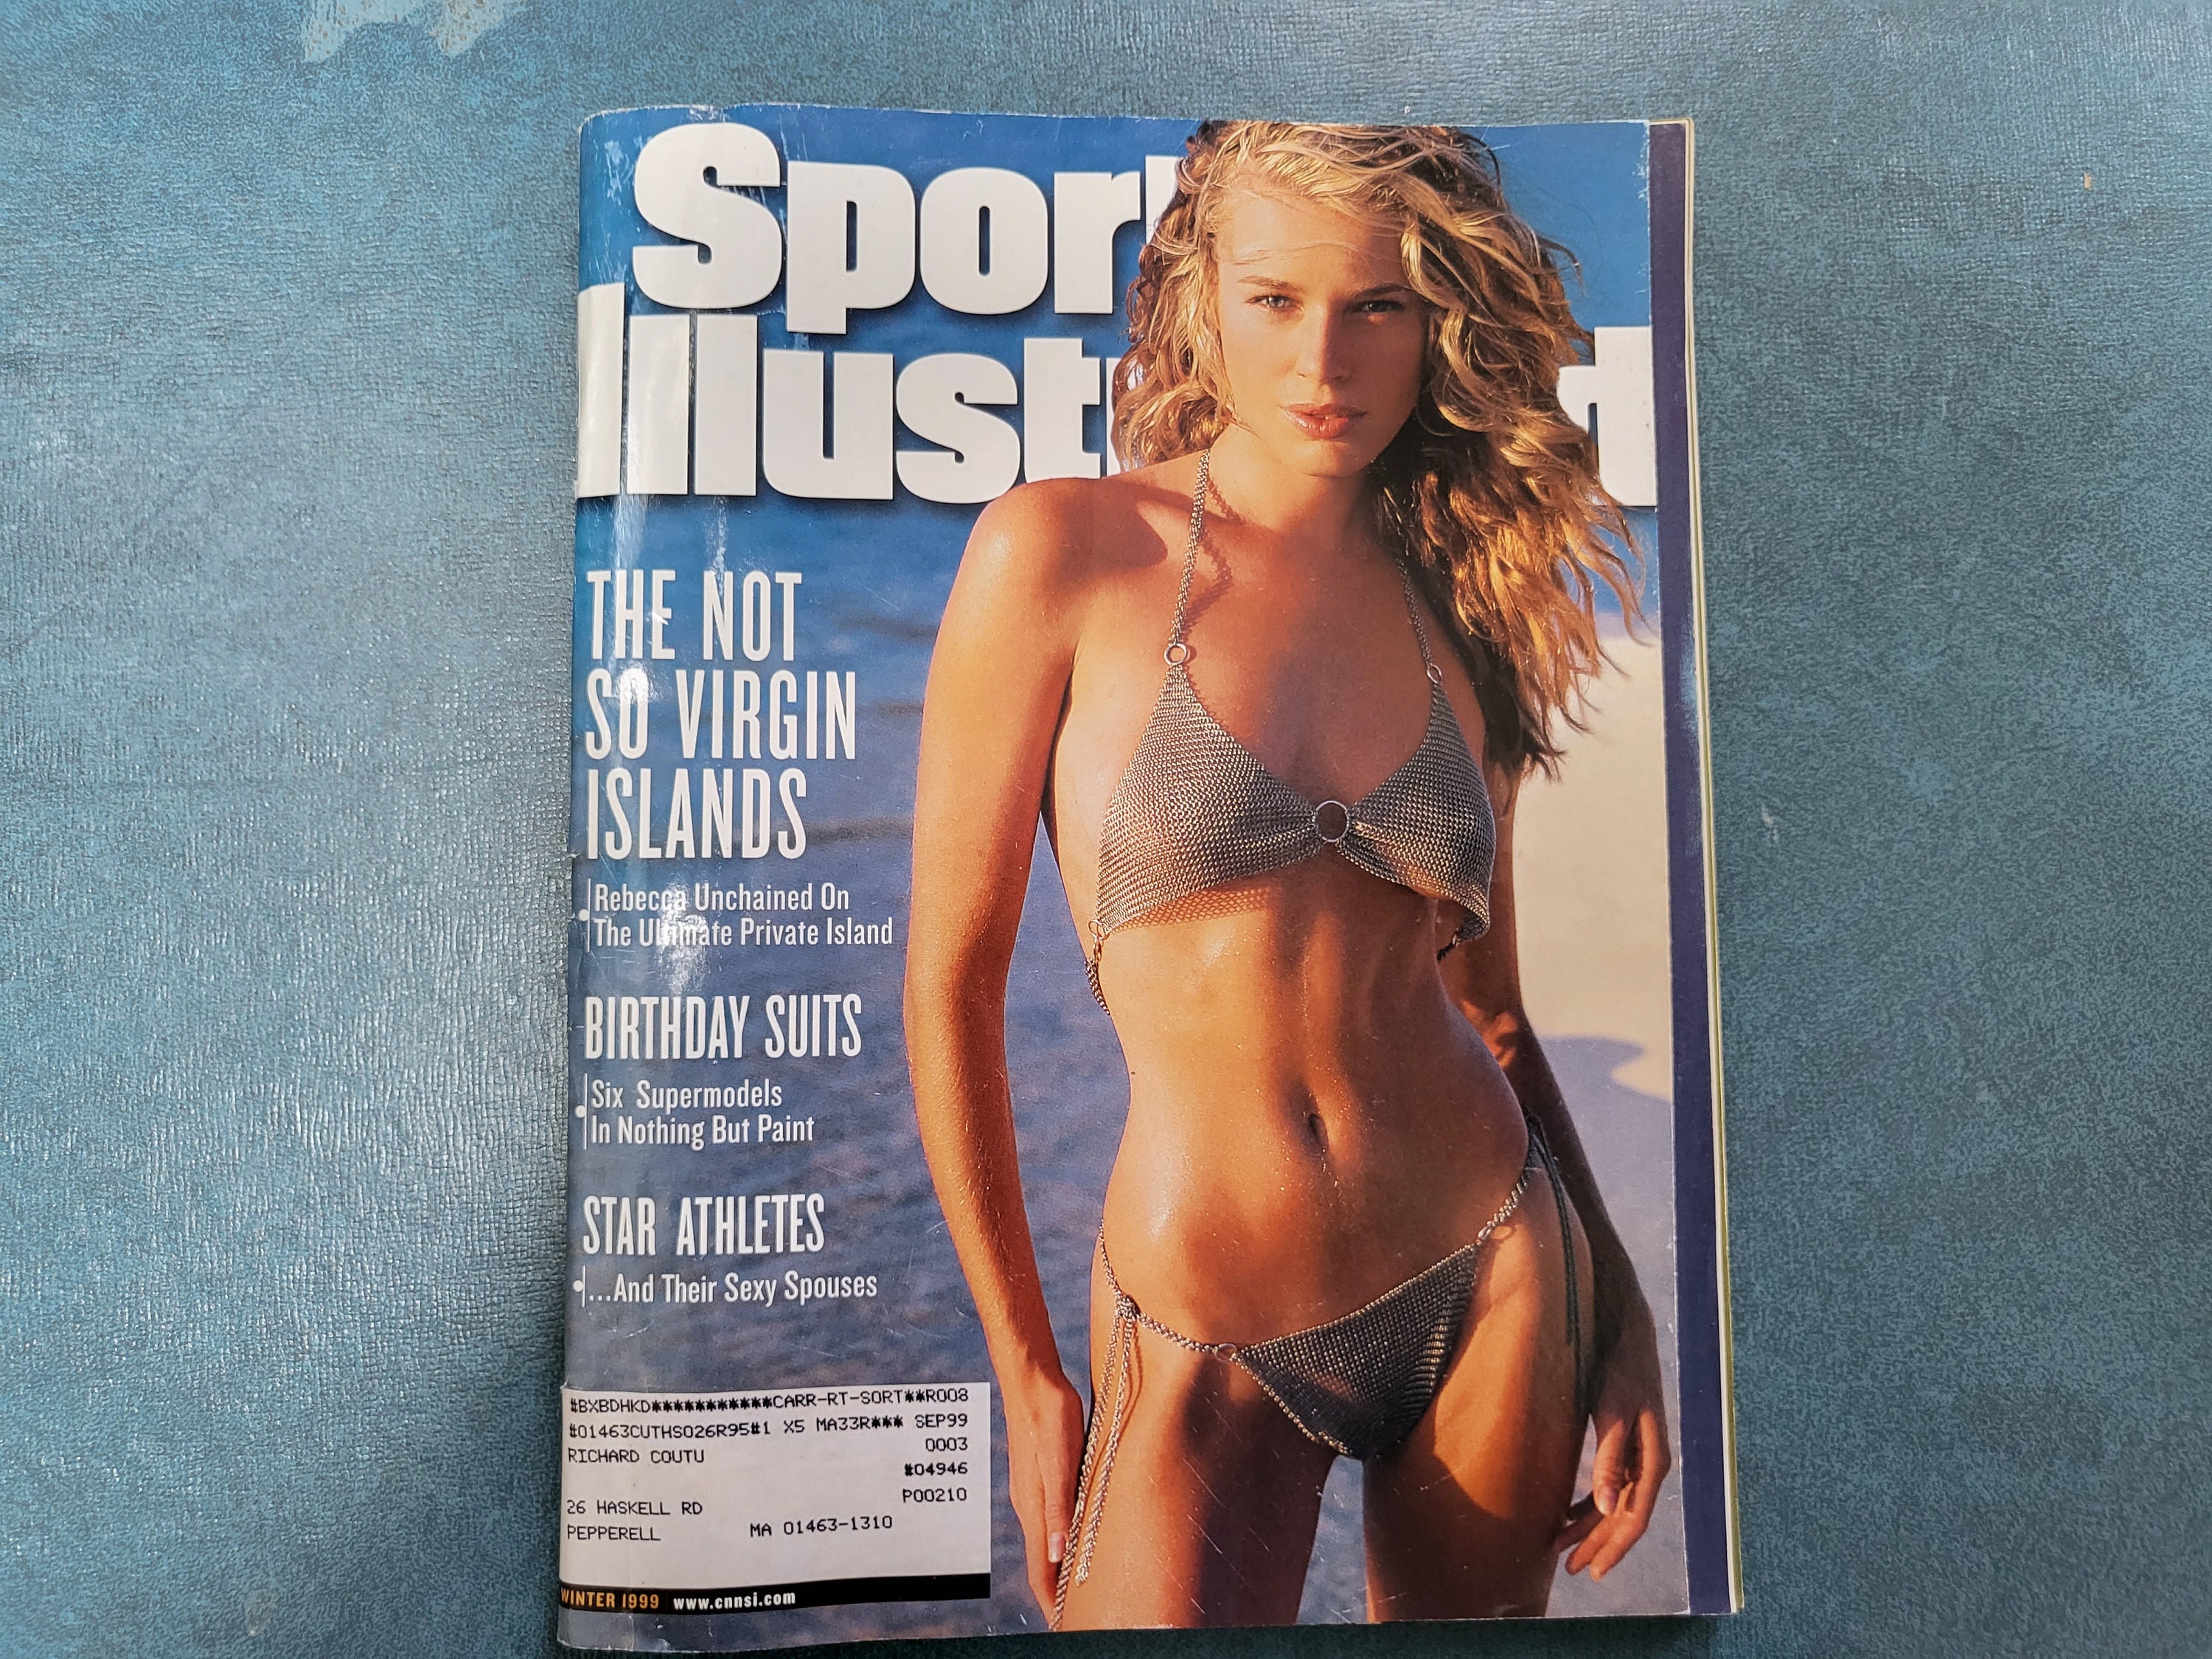 Sport
Illust d
THE NOT
SO VIRGIN
ISLANDS
Rebecca Unchained On
The Ultimate Private Island
BIRTHDAY SUITS
Six Supermodels
In Nothing But Paint
STAR ATHLETES
...And Their Sexy Spouses
#BXBDHKD***********CARR-RT-SORT**R008
#01463CUTHS026R95#1 X5 MA33R*** SEP99
RICHARD COUTU 0003
#04946
P00210
26 HASKELL RD
PEPPERELL MA 01463-1310
WINTER 1999 www.cnnsi.com